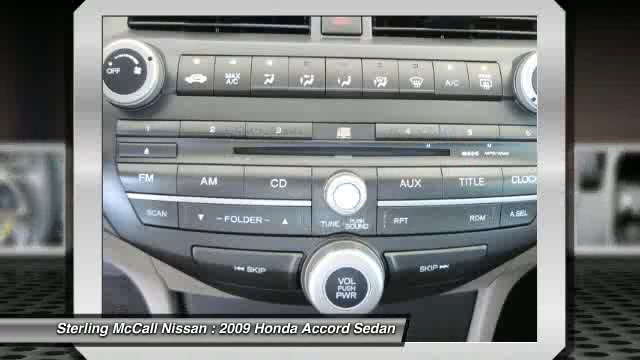 OFF
MAX A/C
A/C
1 2 3 4 5 6
FM AM CD AUX TITLE CLOCK
SCAN FOLDER TUNE PUSH SOUND RPT RDM A.SEL
SKIP VOL PUSH PWR SKIP
Sterling McCall Nissan : 2009 Honda Accord Sedan